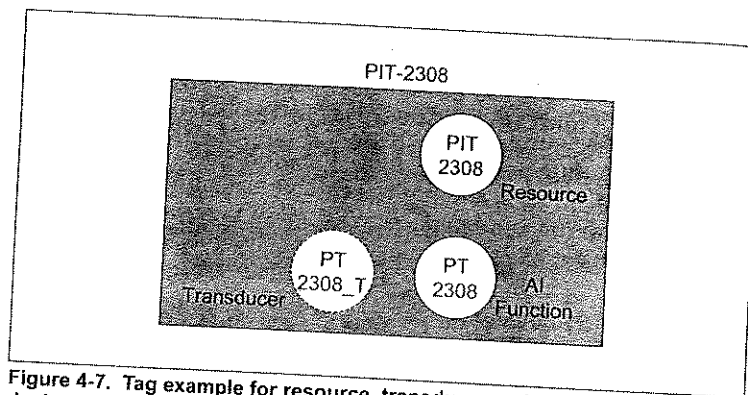 PIT-2308
PIT
2308
Resource
PT
2308_T
Transducer
PT
2308
AI
Function
Figure 4-7. Tag example for resource,